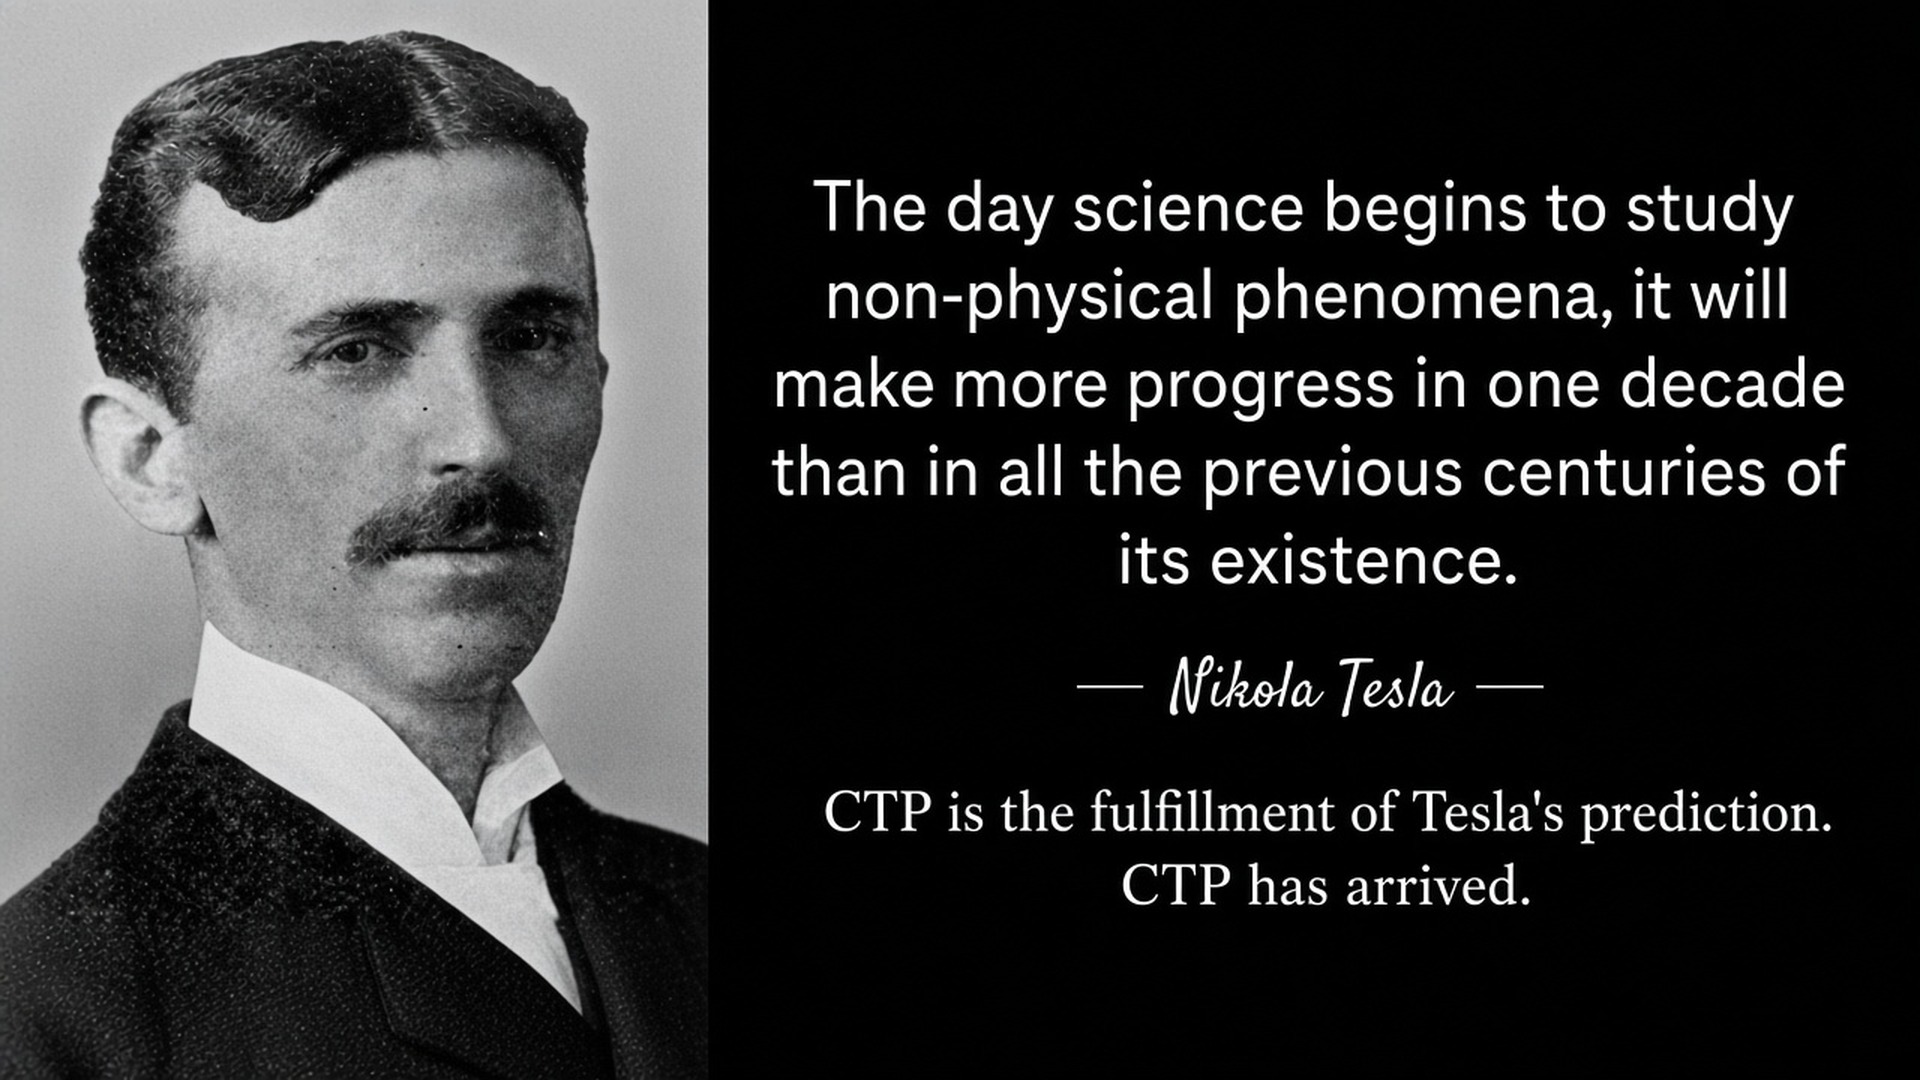 The day science begins to study
non-physical phenomena, it will
make more progress in one decade
than in all the previous centuries of
its existence.
— Nikola Tesla —
CTP is the fulfillment of Tesla's prediction.
CTP has arrived.